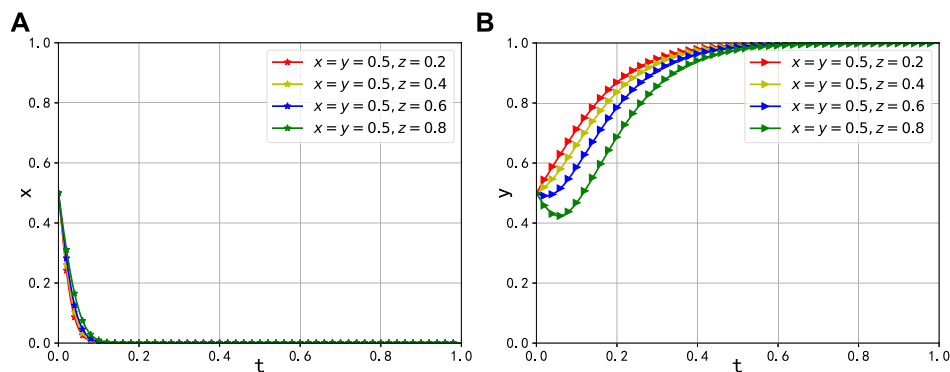 A
x
1.0
0.8
0.6
0.4
0.2
0.0
0.0 0.2 0.4 0.6 0.8 1.0
t
x = y = 0.5, z = 0.2
x = y = 0.5, z = 0.4
x = y = 0.5, z = 0.6
x = y = 0.5, z = 0.8
B
y
1.0
0.8
0.6
0.4
0.2
0.0
0.0 0.2 0.4 0.6 0.8 1.0
t
x = y = 0.5, z = 0.2
x = y = 0.5, z = 0.4
x = y = 0.5, z = 0.6
x = y = 0.5, z = 0.8